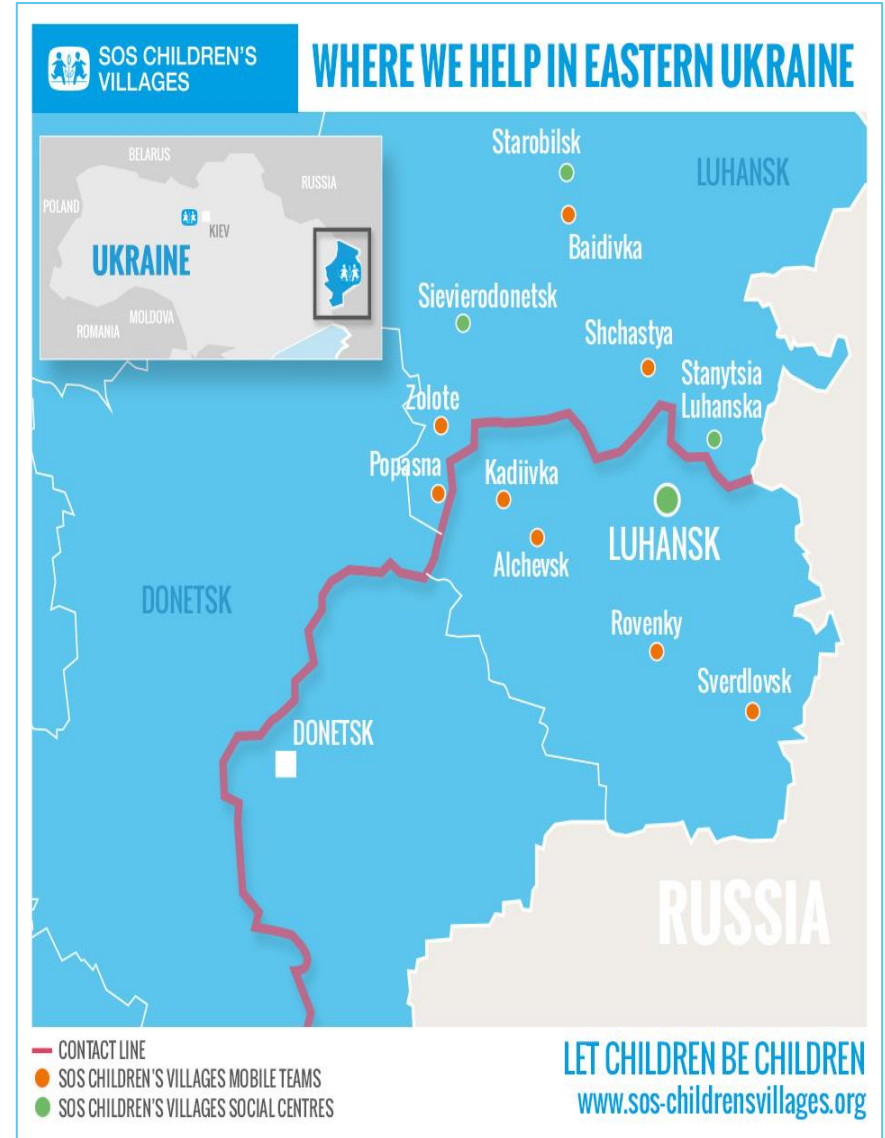 SOS CHILDREN'S
VILLAGES
WHERE WE HELP IN EASTERN UKRAINE
BELARUS
RUSSIA
POLAND
KIEV
UKRAINE
MOLDOVA
ROMANIA
Starobilsk
LUHANSK
Baidivka
Sievierodonetsk
Shchastya
Stanytsia
Luhanska
Zolote
Popasna
Kadiivka
LUHANSK
Alchevsk
DONETSK
Rovenky
Sverdlovsk
DONETSK
RUSSIA
CONTACT LINE
SOS CHILDREN'S VILLAGES MOBILE TEAMS
SOS CHILDREN'S VILLAGES SOCIAL CENTRES
LET CHILDREN BE CHILDREN
www.sos-childrensvillages.org